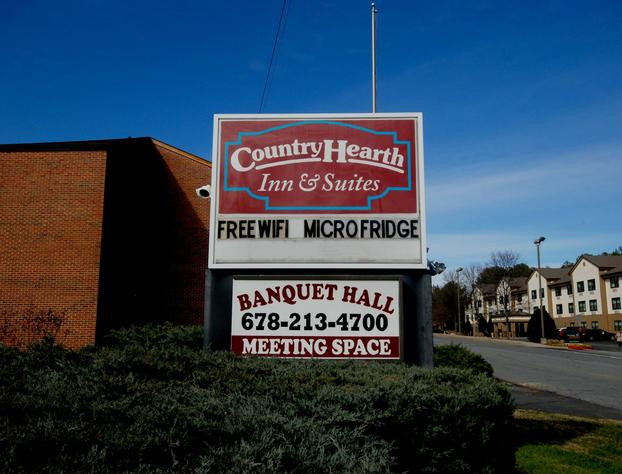 Country Hearth
Inn & Suites
FREE WIFI MICROFRIDGE
BANQUET HALL
678-213-4700
MEETING SPACE